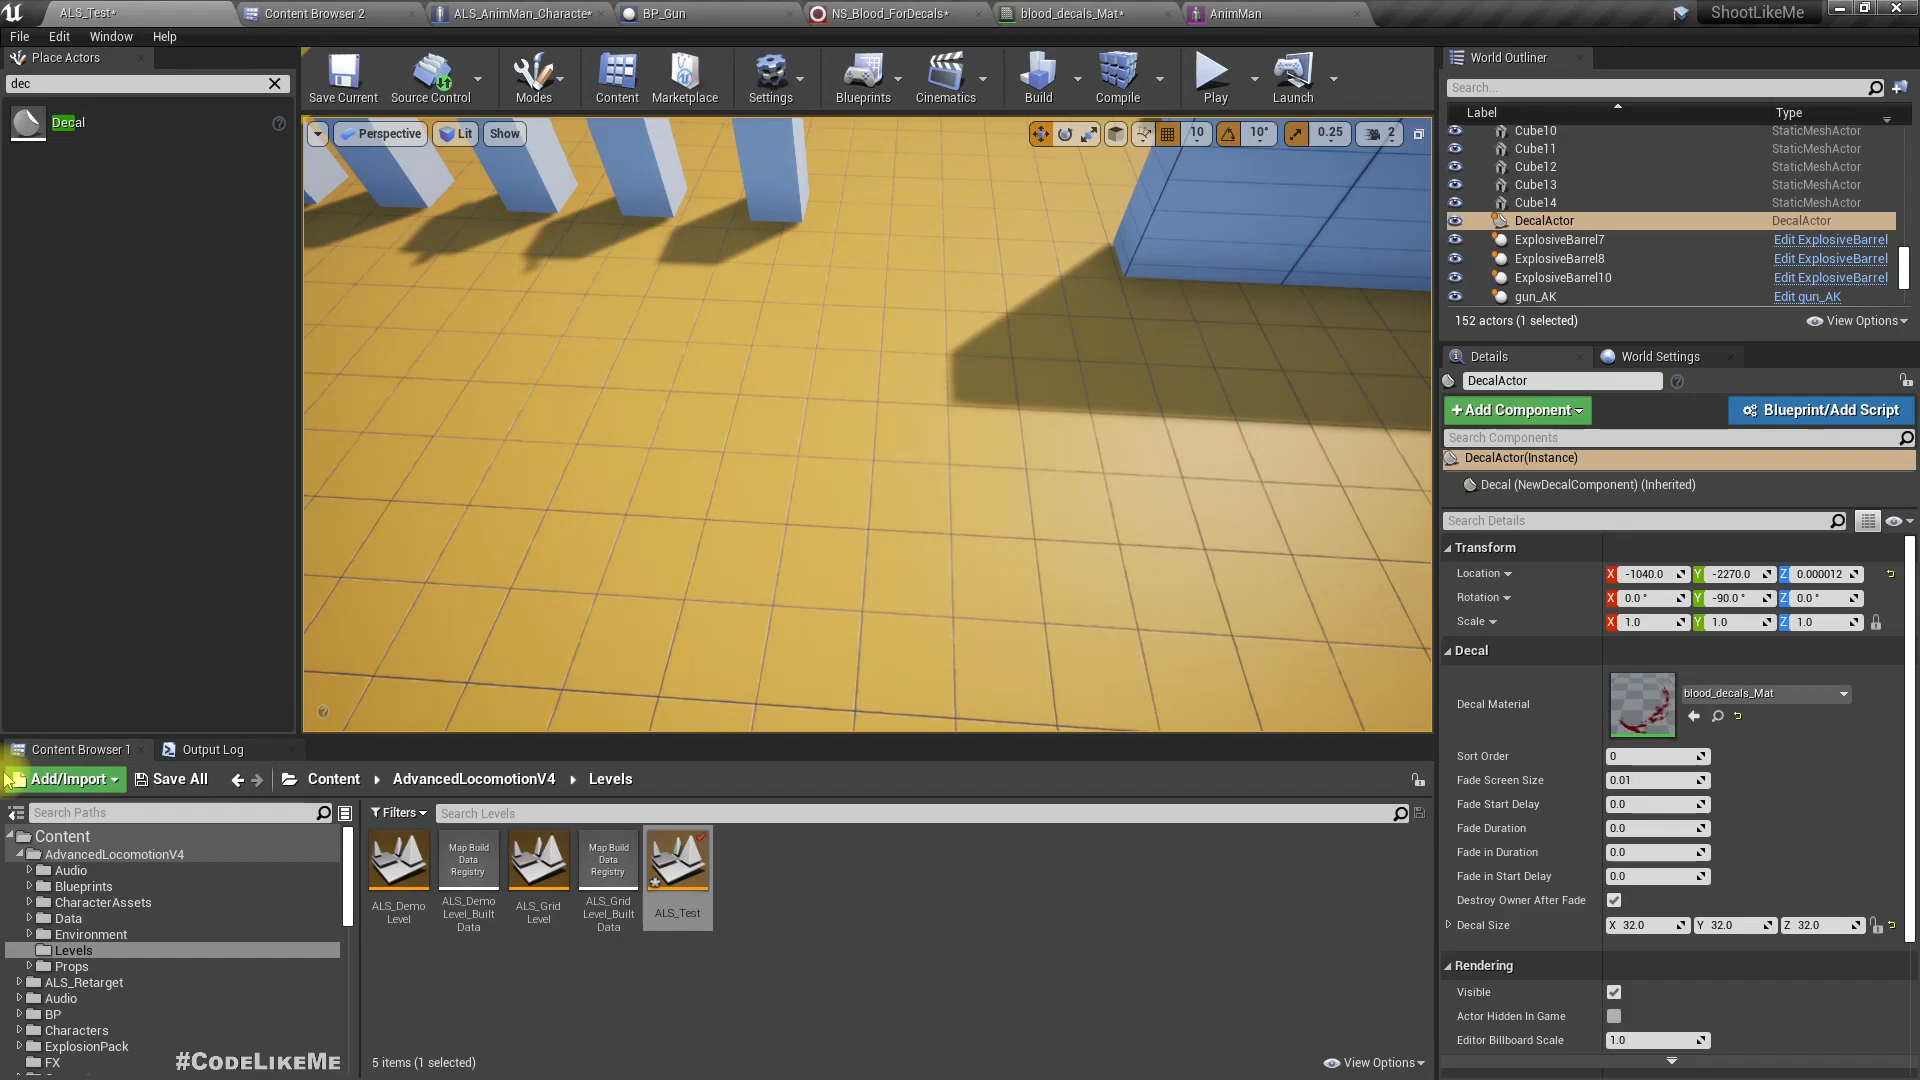 ALS_Test*
Content Browser 2
ALS_AnimMan_Characte*
BP_Gun
NS_Blood_ForDecals*
blood_decals_Mat*
AnimMan
ShootLikeMe
File Edit Window Help
Place Actors
dec
Decal
Save Current
Source Control
Modes
Content
Marketplace
Settings
Blueprints
Cinematics
Build
Compile
Play
Launch
Perspective Lit Show
10 10° 0.25 2
World Outliner
Search...
Label Type
Cube10 StaticMeshActor
Cube11 StaticMeshActor
Cube12 StaticMeshActor
Cube13 StaticMeshActor
Cube14 StaticMeshActor
DecalActor DecalActor
ExplosiveBarrel7 Edit ExplosiveBarrel
ExplosiveBarrel8 Edit ExplosiveBarrel
ExplosiveBarrel10 Edit ExplosiveBarrel
gun_AK Edit gun_AK
152 actors (1 selected) View Options
Details World Settings
DecalActor
+Add Component Blueprint/Add Script
Search Components
DecalActor(Instance)
Decal (NewDecalComponent) (Inherited)
Search Details
Transform
Location X -1040.0 Y -2270.0 Z 0.000012
Rotation X 0.0 ° Y -90.0 ° Z 0.0 °
Scale X 1.0 Y 1.0 Z 1.0
Decal
Decal Material blood_decals_Mat
Sort Order 0
Fade Screen Size 0.01
Fade Start Delay 0.0
Fade Duration 0.0
Fade in Duration 0.0
Fade in Start Delay 0.0
Destroy Owner After Fade
Decal Size X 32.0 Y 32.0 Z 32.0
Rendering
Visible
Actor Hidden In Game
Editor Billboard Scale 1.0
Content Browser 1 Output Log
Add/Import Save All Content AdvancedLocomotionV4 Levels
Search Paths
Filters Search Levels
Content
AdvancedLocomotionV4
Audio
Blueprints
CharacterAssets
Data
Environment
Levels
Props
ALS_Retarget
Audio
BP
Characters
ExplosionPack
FX
Map Build Data Registry
Map Build Data Registry
ALS_Demo Level
ALS_Demo Level_Built Data
ALS_Grid Level
ALS_Grid Level_Built Data
ALS_Test
#CodeLikeMe
5 items (1 selected) View Options